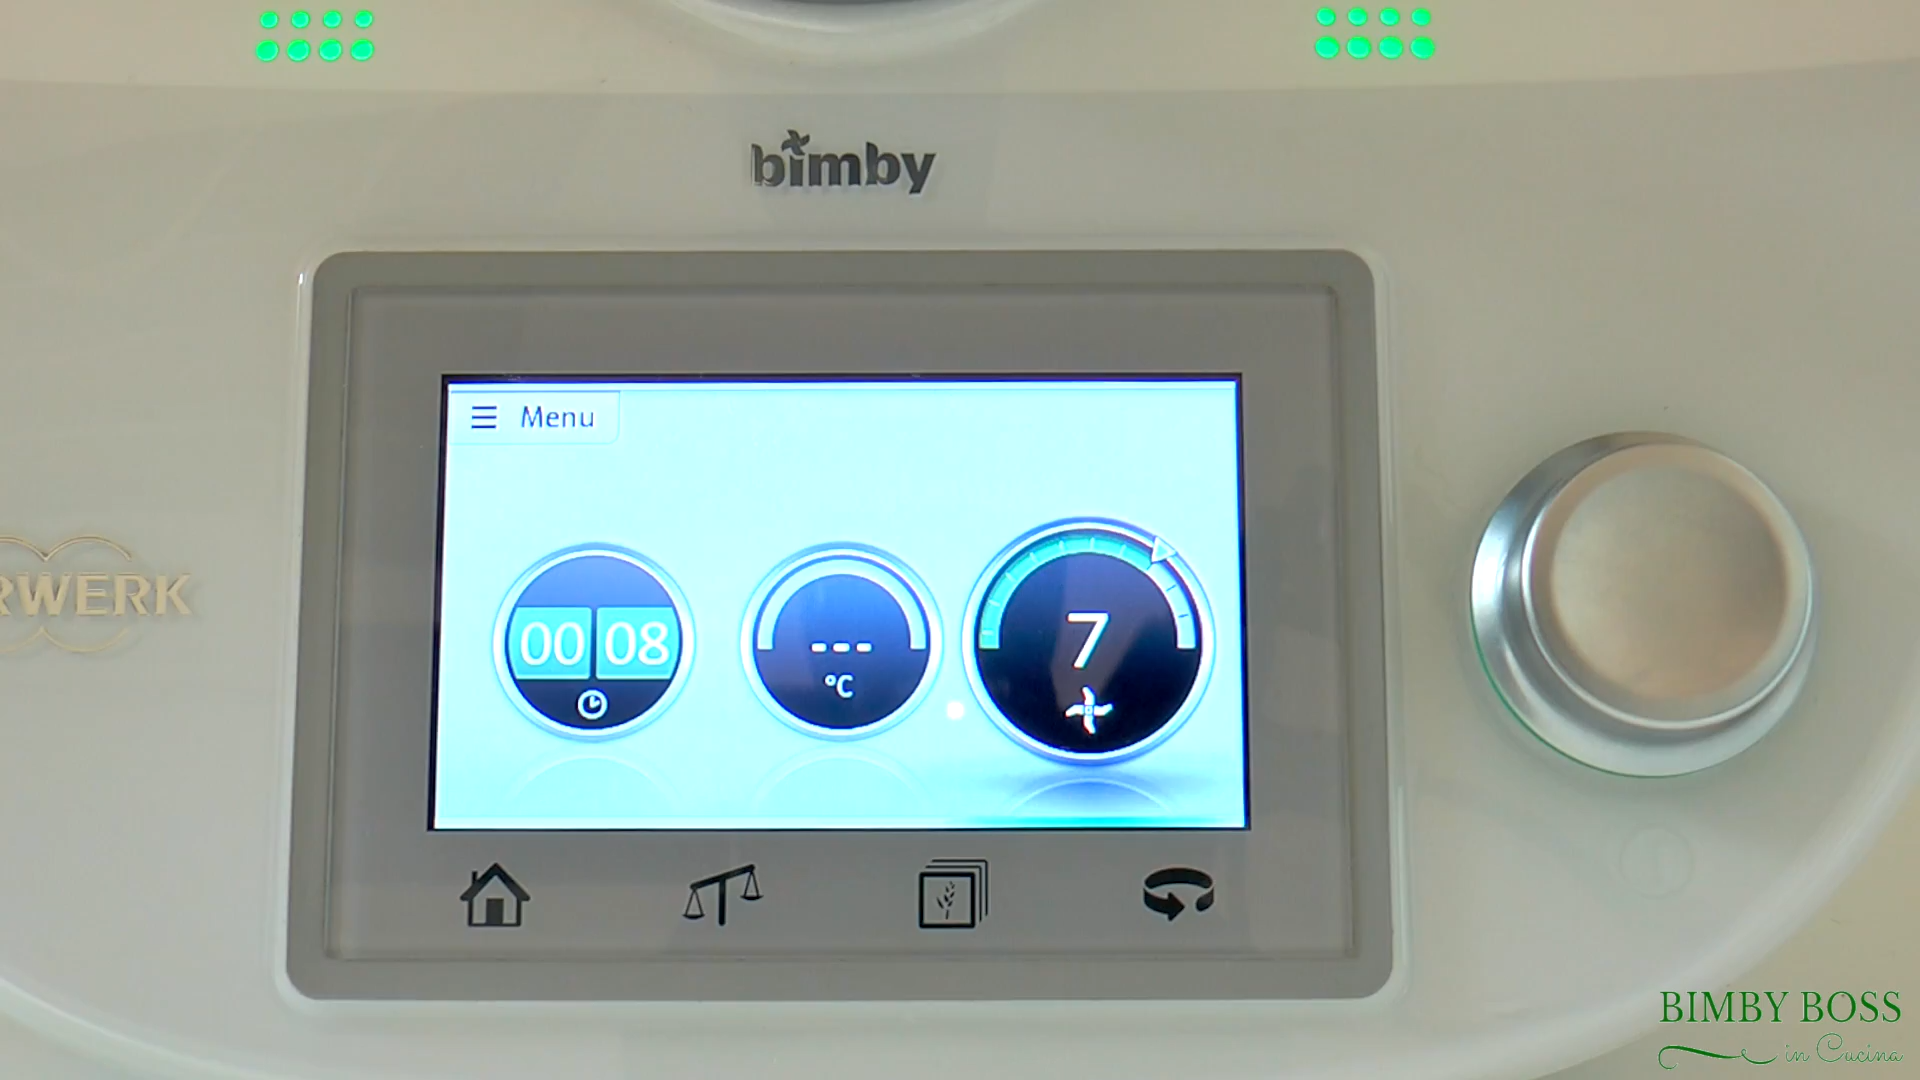 bimby
Menu
RWERK
00 08
---
°C
7
BIMBY BOSS
in Cucina